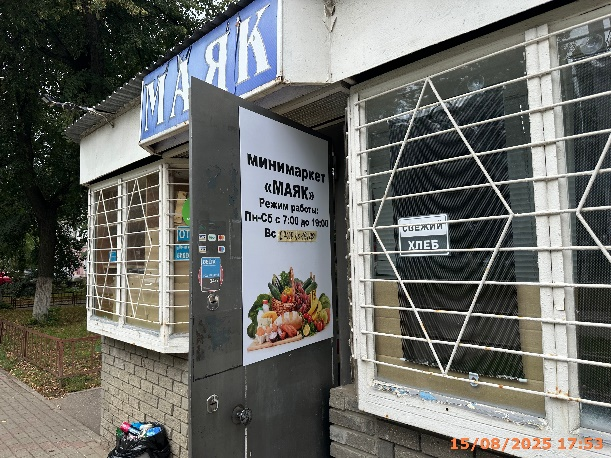 МАЯК
минимаркет
«МАЯК»
Режим работы:
Пн-Сб с 7:00 до 19:00
Вс
СВЕЖИЙ
ХЛЕБ
15/08/2025 17:53